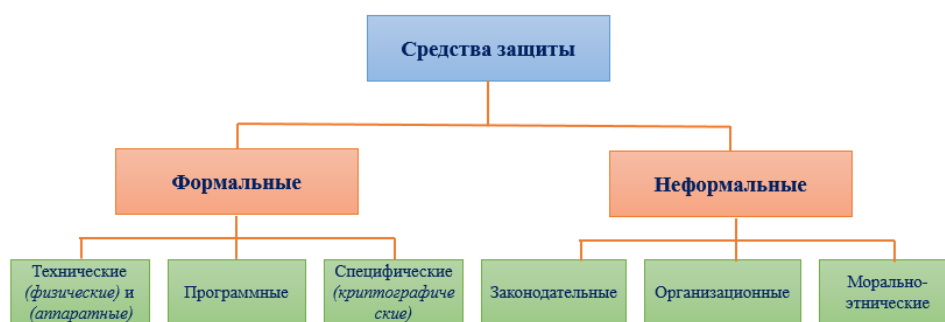 Средства защиты
Формальные
Неформальные
Технические
(физические) и
(аппаратные)
Программные
Специфические
(криптографиче
ские)
Законодательные
Организационные
Морально-
этнические